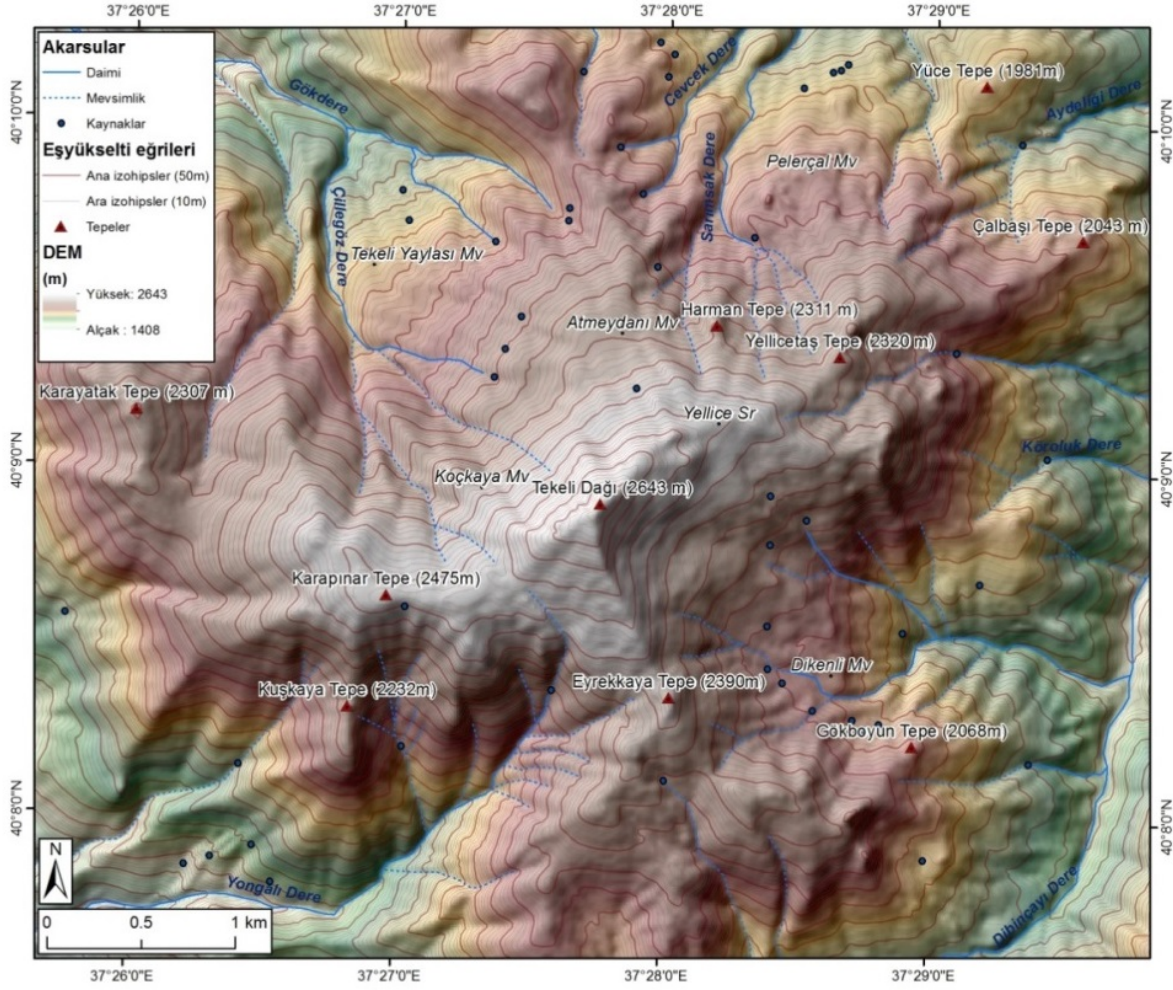 37°26'0"E
37°27'0"E
37°28'0"E
37°29'0"E
Akarsular
Daimi
Mevsimlik
Kaynaklar
Eşyükselti eğrileri
Ana izohipsler (50m)
Ara izohipsler (10m)
Tepeler
DEM
(m)
Yüksek: 2643
Alçak : 1408
40°10'0"N
40°10'0"N
Gökdere
Cevcek Dere
Yüce Tepe (1981m)
Aydeliği Dere
Pelerçal Mv
Sarımsak Dere
Çillegöz Dere
Çalbaşı Tepe (2043 m)
Tekeli Yaylası Mv
Harman Tepe (2311 m)
Atmeydanı Mv
Yellicetaş Tepe (2320 m)
Karayatak Tepe (2307 m)
Yellice Sr
40°9'0"N
40°9'0"N
Köroluk Dere
Koçkaya Mv
Tekeli Dağı (2643 m)
Karapınar Tepe (2475m)
Dikenli Mv
Kuşkaya Tepe (2232m)
Eyrekkaya Tepe (2390m)
Gökboyun Tepe (2068m)
40°8'0"N
40°8'0"N
N
Yongalı Dere
Dibinçayı Dere
0 0.5 1 km
37°26'0"E
37°27'0"E
37°28'0"E
37°29'0"E